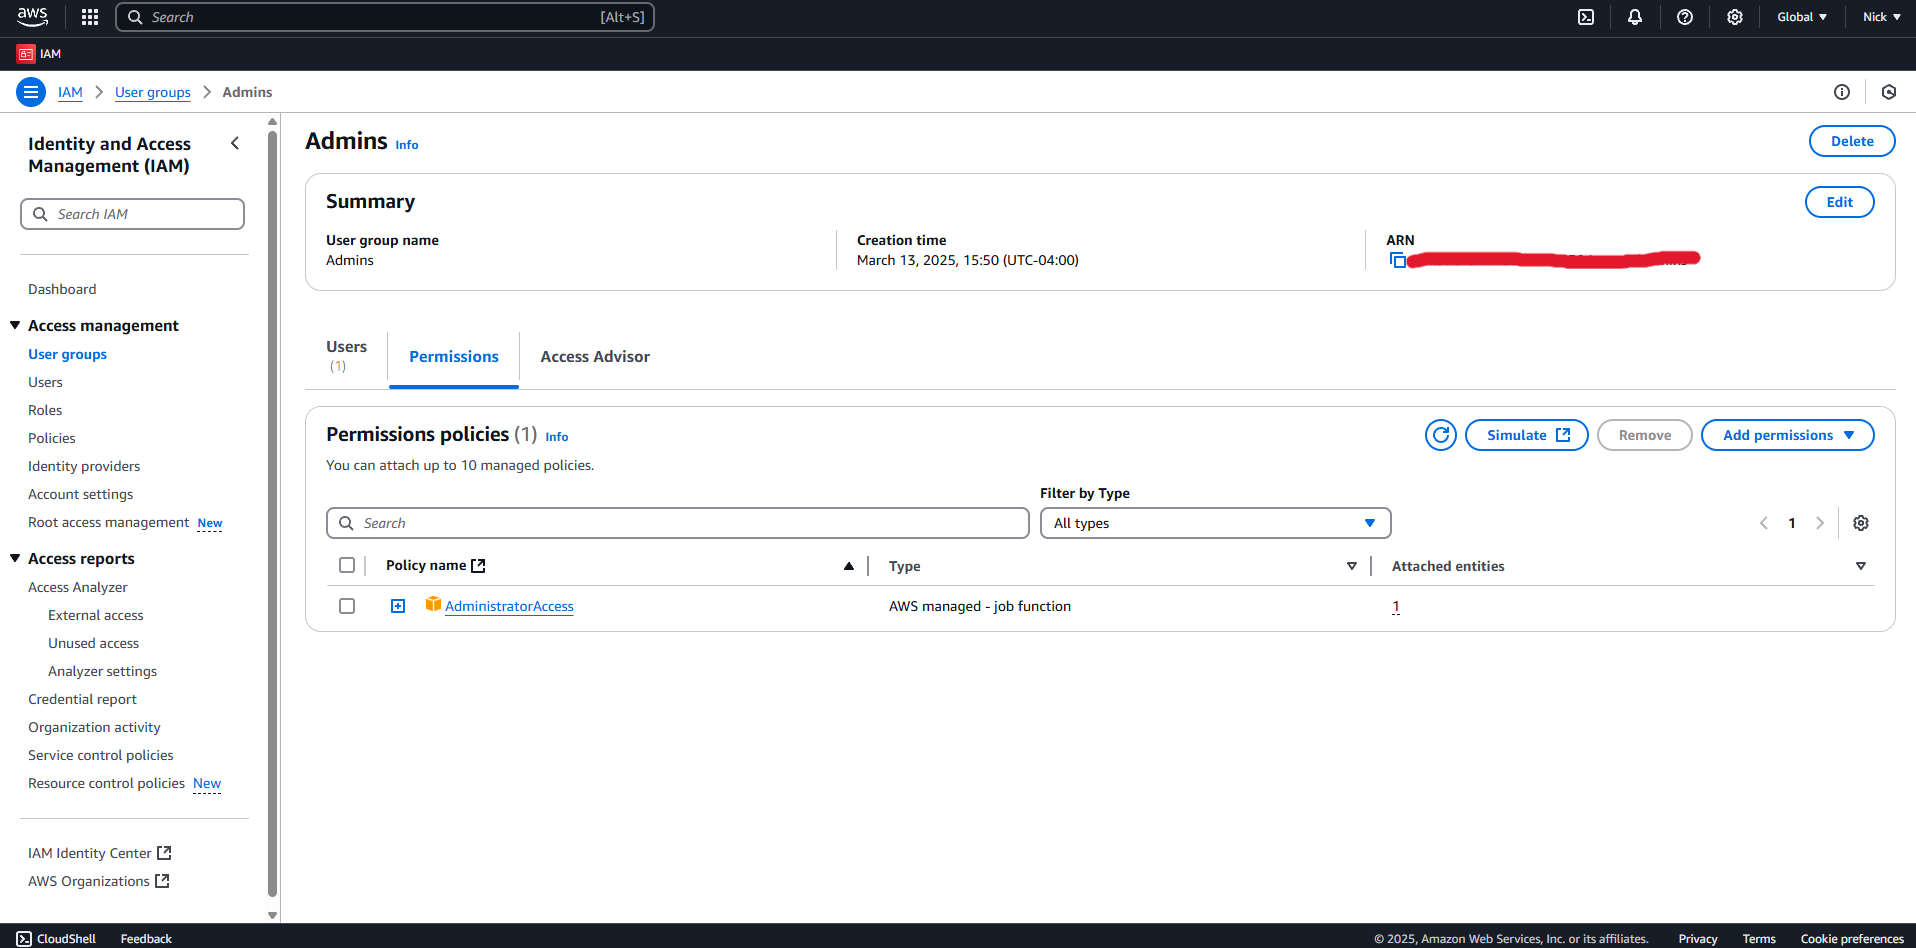 aws
Search [Alt+S]
Global Nick
IAM
IAM > User groups > Admins
Identity and Access
Management (IAM)
Search IAM
Dashboard
Access management
User groups
Users
Roles
Policies
Identity providers
Account settings
Root access management New
Access reports
Access Analyzer
External access
Unused access
Analyzer settings
Credential report
Organization activity
Service control policies
Resource control policies New
IAM Identity Center
AWS Organizations
Admins Info
Delete
Summary
Edit
User group name
Admins
Creation time
March 13, 2025, 15:50 (UTC-04:00)
ARN
Users
(1)
Permissions
Access Advisor
Permissions policies (1) Info
Simulate Remove Add permissions
You can attach up to 10 managed policies.
Filter by Type
Search
All types
1
Policy name Type Attached entities
AdministratorAccess AWS managed - job function 1
CloudShell Feedback © 2025, Amazon Web Services, Inc. or its affiliates. Privacy Terms Cookie preferences